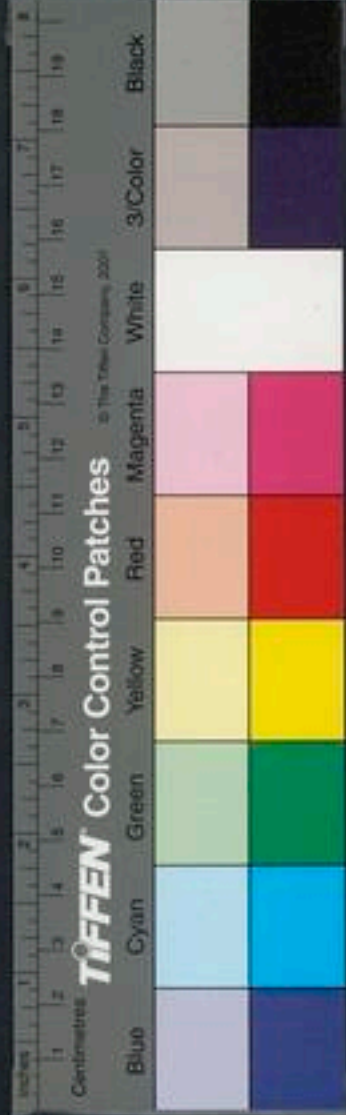 Inches 1 2 3 4 5 6 7 8
Centimetres 1 2 3 4 5 6 7 8 9 10 11 12 13 14 15 16 17 18 19
TIFFEN® Color Control Patches © The Tiffen Company, 2007
Blue Cyan Green Yellow Red Magenta White 3/Color Black